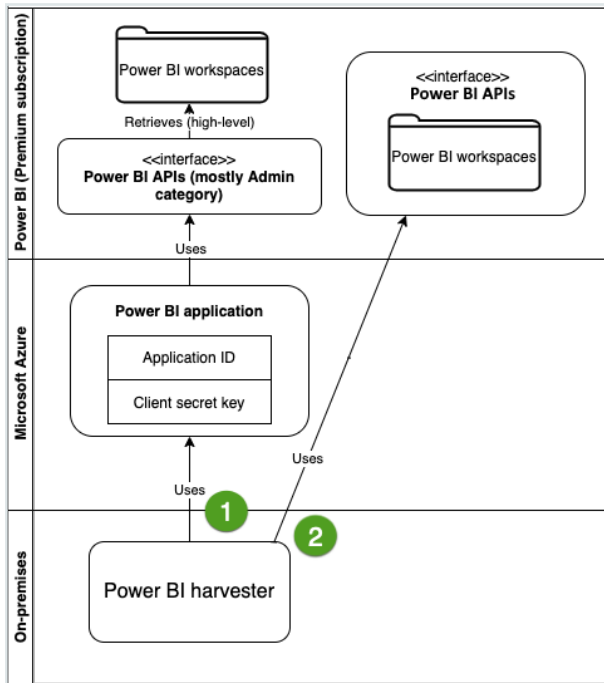 Power BI (Premium subscription)
Power BI workspaces
Retrieves (high-level)
<<interface>>
Power BI APIs (mostly Admin
category)
Uses
<<interface>>
Power BI APIs
Power BI workspaces
Microsoft Azure
Power BI application
Application ID
Client secret key
Uses
1
Uses
2
On-premises
Power BI harvester